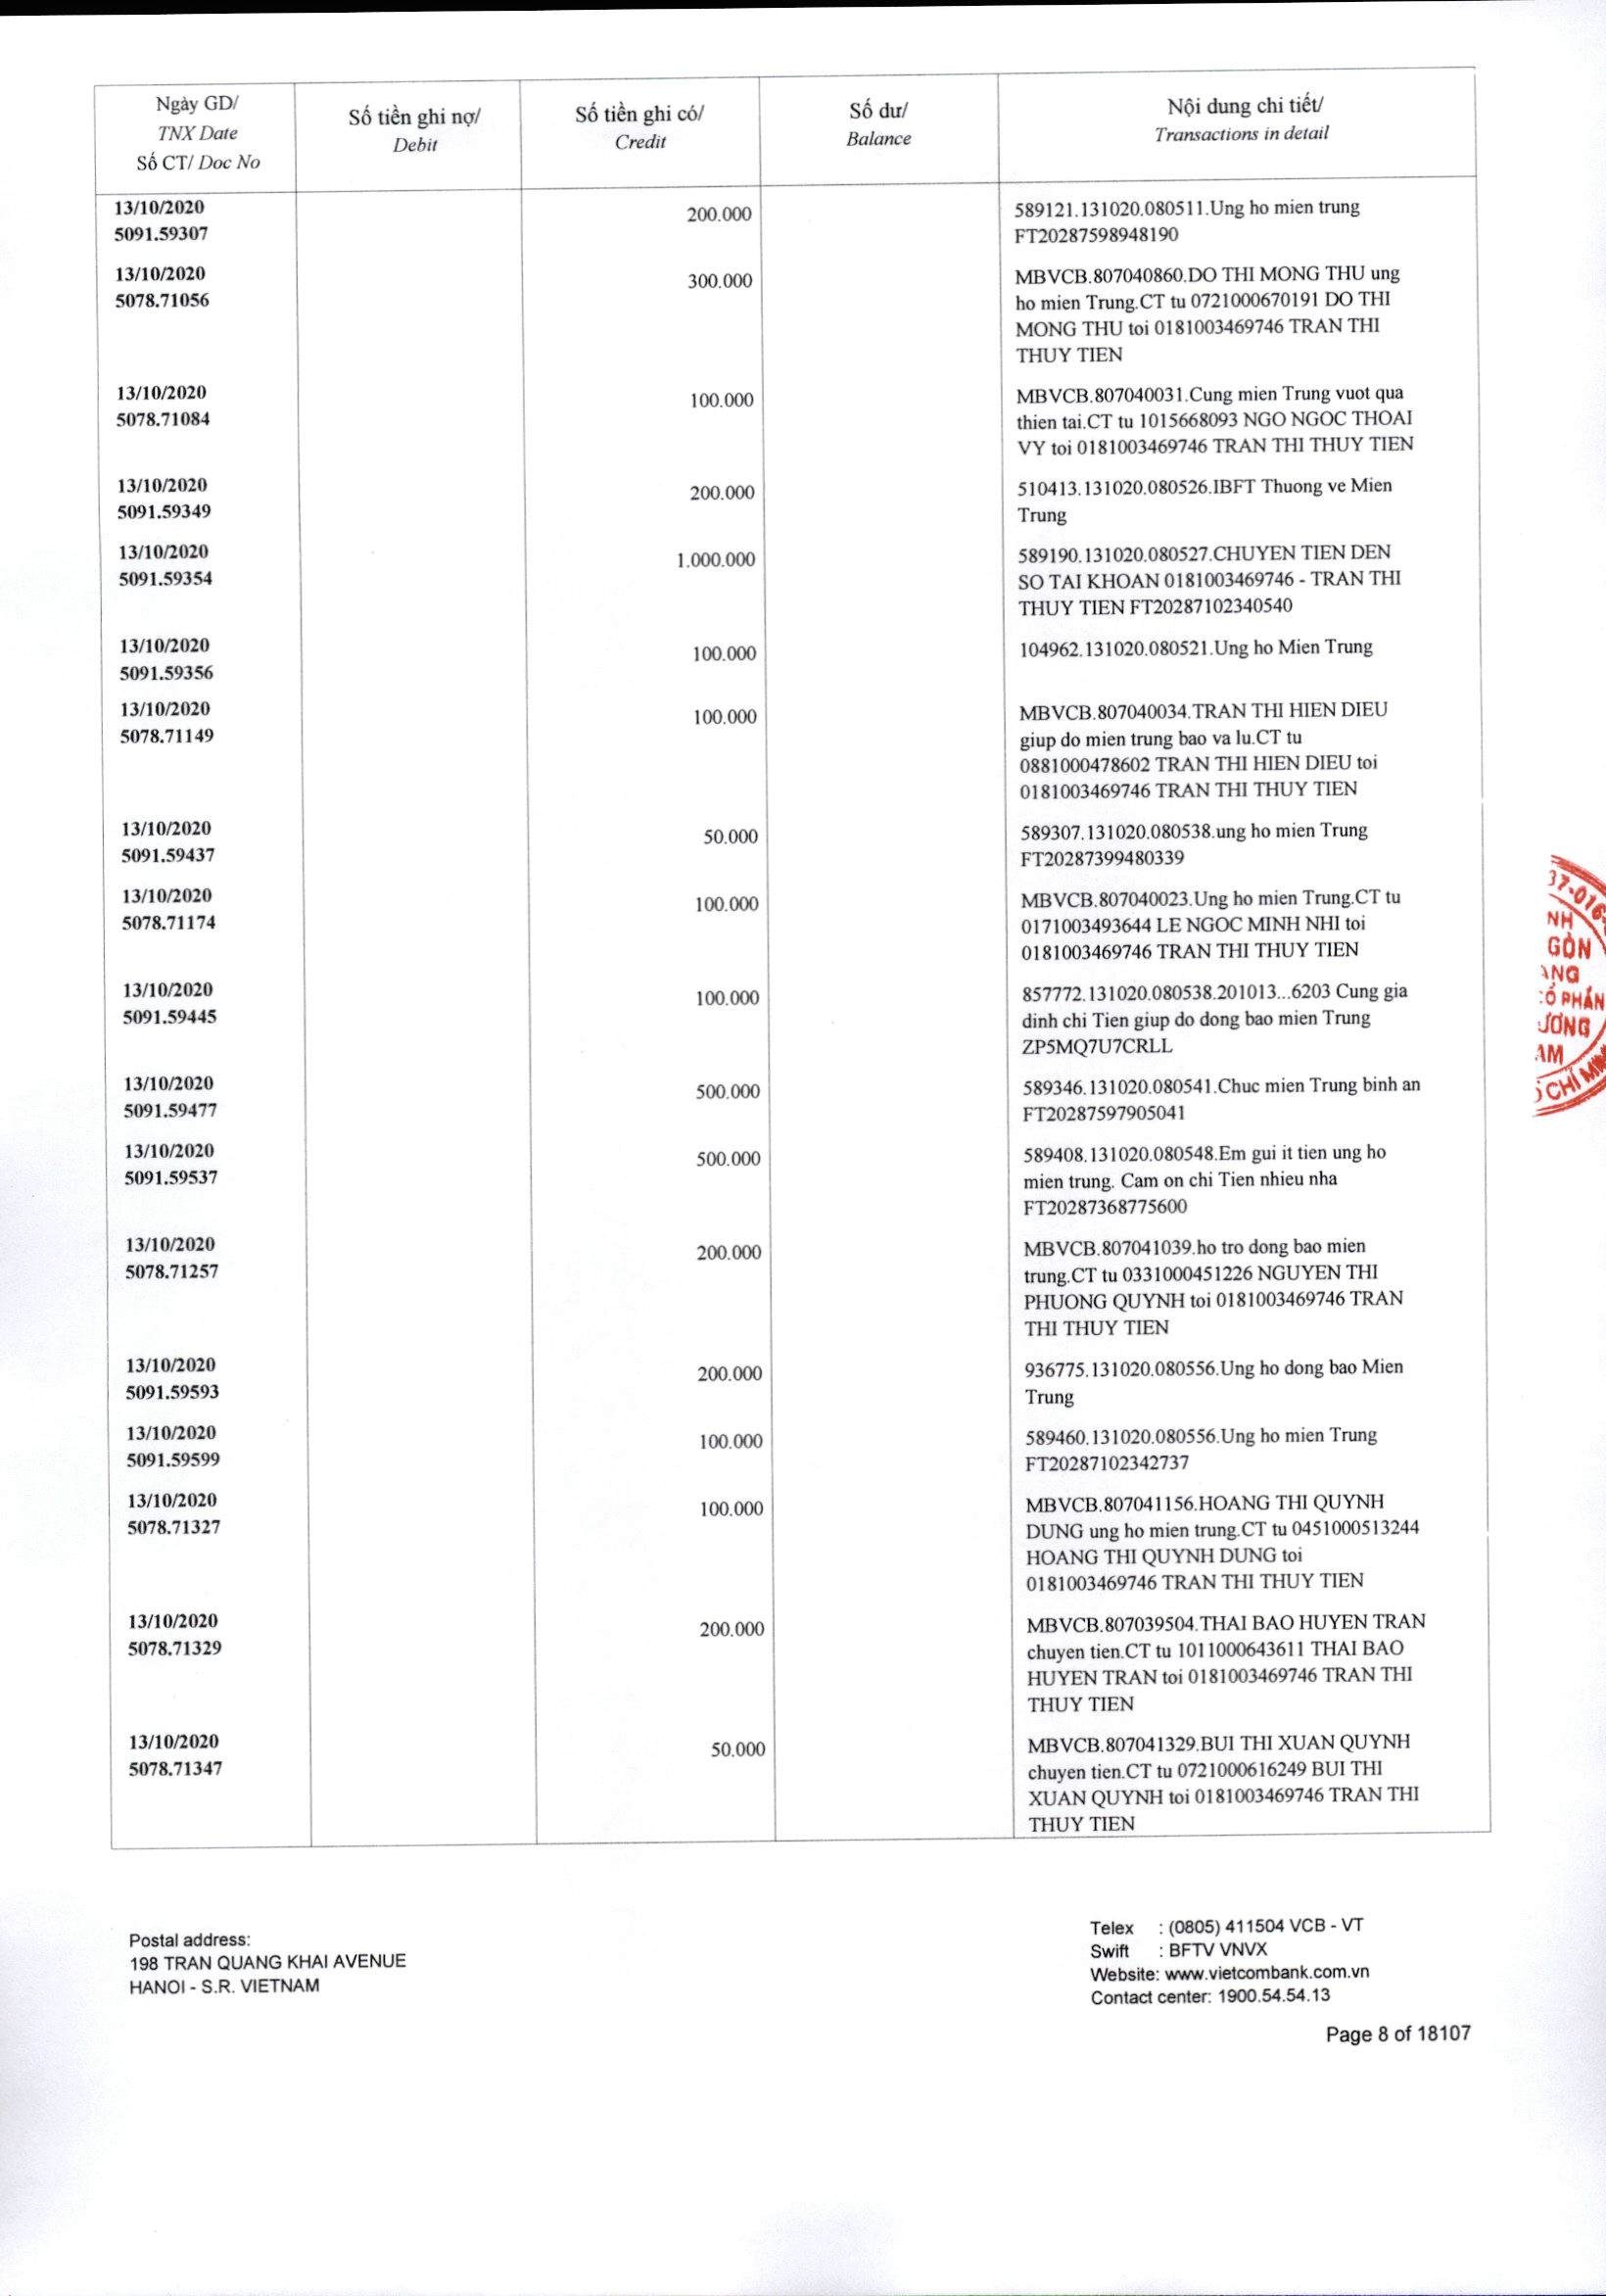 Ngày GD/
TNX Date
Số CT/ Doc No
Số tiền ghi nợ/
Debit
Số tiền ghi có/
Credit
Số dư/
Balance
Nội dung chi tiết/
Transactions in detail
13/10/2020
5091.59307
200.000
589121.131020.080511.Ung ho mien trung
FT20287598948190
13/10/2020
5078.71056
300.000
MBVCB.807040860.DO THI MONG THU ung
ho mien Trung.CT tu 0721000670191 DO THI
MONG THU toi 0181003469746 TRAN THI
THUY TIEN
13/10/2020
5078.71084
100.000
MBVCB.807040031.Cung mien Trung vuot qua
thien tai.CT tu 1015668093 NGO NGOC THOAI
VY toi 0181003469746 TRAN THI THUY TIEN
13/10/2020
5091.59349
200.000
510413.131020.080526.IBFT Thuong ve Mien
Trung
13/10/2020
5091.59354
1.000.000
589190.131020.080527.CHUYEN TIEN DEN
SO TAI KHOAN 0181003469746 - TRAN THI
THUY TIEN FT20287102340540
13/10/2020
5091.59356
100.000
104962.131020.080521.Ung ho Mien Trung
13/10/2020
5078.71149
100.000
MBVCB.807040034.TRAN THI HIEN DIEU
giup do mien trung bao va lu.CT tu
0881000478602 TRAN THI HIEN DIEU toi
0181003469746 TRAN THI THUY TIEN
13/10/2020
5091.59437
50.000
589307.131020.080538.ung ho mien Trung
FT20287399480339
13/10/2020
5078.71174
100.000
MBVCB.807040023.Ung ho mien Trung.CT tu
0171003493644 LE NGOC MINH NHI toi
0181003469746 TRAN THI THUY TIEN
13/10/2020
5091.59445
100.000
857772.131020.080538.201013...6203 Cung gia
dinh chi Tien giup do dong bao mien Trung
ZP5MQ7U7CRLL
13/10/2020
5091.59477
500.000
589346.131020.080541.Chuc mien Trung binh an
FT20287597905041
13/10/2020
5091.59537
500.000
589408.131020.080548.Em gui it tien ung ho
mien trung. Cam on chi Tien nhieu nha
FT20287368775600
13/10/2020
5078.71257
200.000
MBVCB.807041039.ho tro dong bao mien
trung.CT tu 0331000451226 NGUYEN THI
PHUONG QUYNH toi 0181003469746 TRAN
THI THUY TIEN
13/10/2020
5091.59593
200.000
936775.131020.080556.Ung ho dong bao Mien
Trung
13/10/2020
5091.59599
100.000
589460.131020.080556.Ung ho mien Trung
FT20287102342737
13/10/2020
5078.71327
100.000
MBVCB.807041156.HOANG THI QUYNH
DUNG ung ho mien trung.CT tu 0451000513244
HOANG THI QUYNH DUNG toi
0181003469746 TRAN THI THUY TIEN
13/10/2020
5078.71329
200.000
MBVCB.807039504.THAI BAO HUYEN TRAN
chuyen tien.CT tu 1011000643611 THAI BAO
HUYEN TRAN toi 0181003469746 TRAN THI
THUY TIEN
13/10/2020
5078.71347
50.000
MBVCB.807041329.BUI THI XUAN QUYNH
chuyen tien.CT tu 0721000616249 BUI THI
XUAN QUYNH toi 0181003469746 TRAN THI
THUY TIEN
37-016
NH
GÒN
ÀNG
CỔ PHẦN
ƯƠNG
AM
CHÍ MINH
Postal address:
198 TRAN QUANG KHAI AVENUE
HANOI - S.R. VIETNAM
Telex : (0805) 411504 VCB - VT
Swift : BFTV VNVX
Website: www.vietcombank.com.vn
Contact center: 1900.54.54.13
Page 8 of 18107